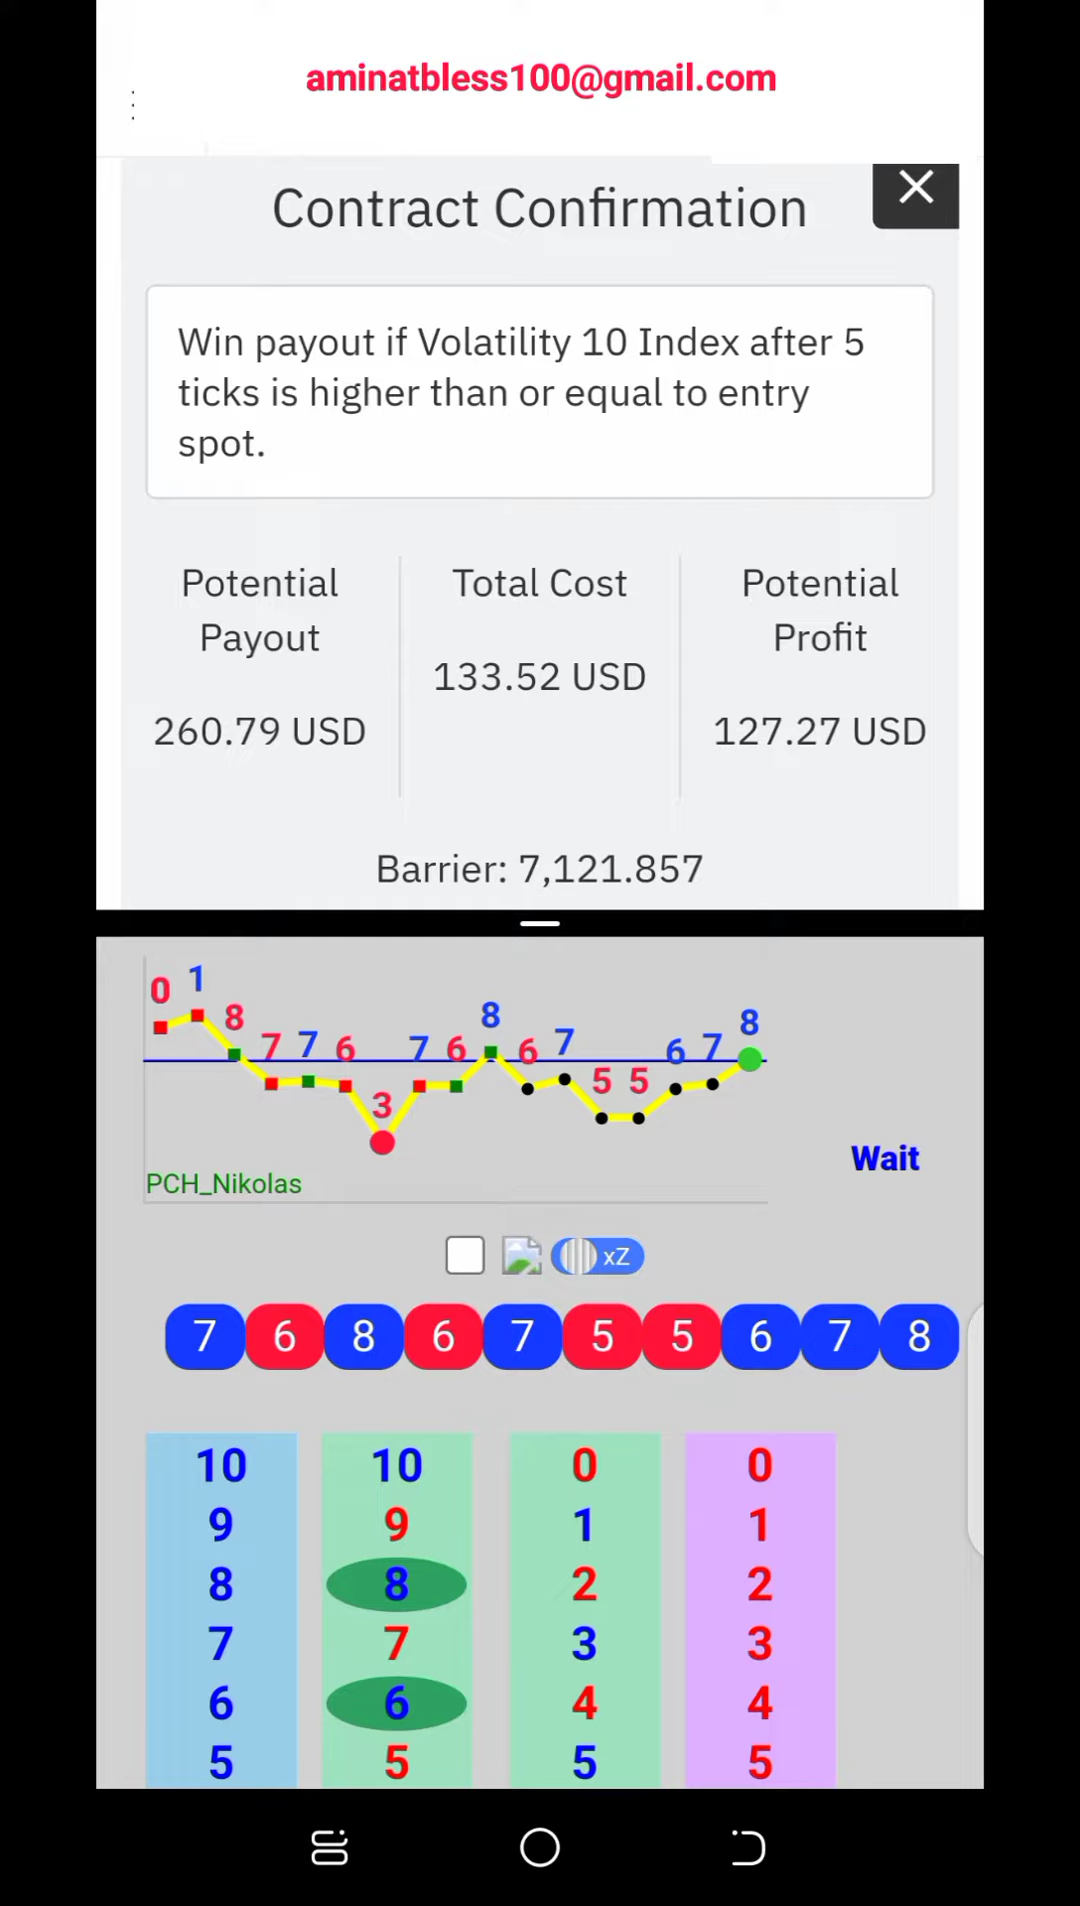 aminatbless100@gmail.com
Contract Confirmation
Win payout if Volatility 10 Index after 5
ticks is higher than or equal to entry
spot.
Potential Payout
260.79 USD
Total Cost
133.52 USD
Potential Profit
127.27 USD
Barrier: 7,121.857
0 1 8 7 7 6 3 7 6 8 6 7 5 5 6 7 8
Wait
PCH_Nikolas
xZ
7 6 8 6 7 5 5 6 7 8
10 10 0 0
9 9 1 1
8 8 2 2
7 7 3 3
6 6 4 4
5 5 5 5